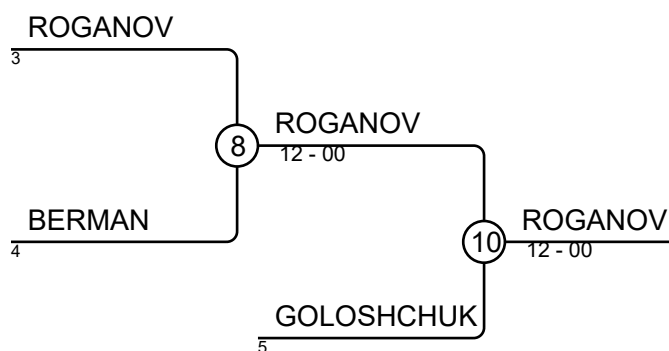 ROGANOV
3
8
ROGANOV
12 - 00
BERMAN
4
10
ROGANOV
12 - 00
GOLOSHCHUK
5